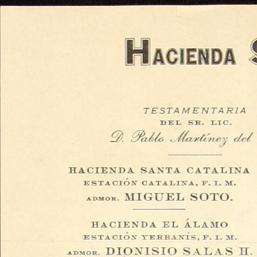 HACIENDA S
TESTAMENTARIA
DEL SR. LIC.
D. Pablo Martínez del
HACIENDA SANTA CATALINA
ESTACIÓN CATALINA, F. I. M.
ADMOR. MIGUEL SOTO.
HACIENDA EL ÁLAMO
ESTACIÓN YERBANÍS, F. I. M.
ADMOR. DIONISIO SALAS H.